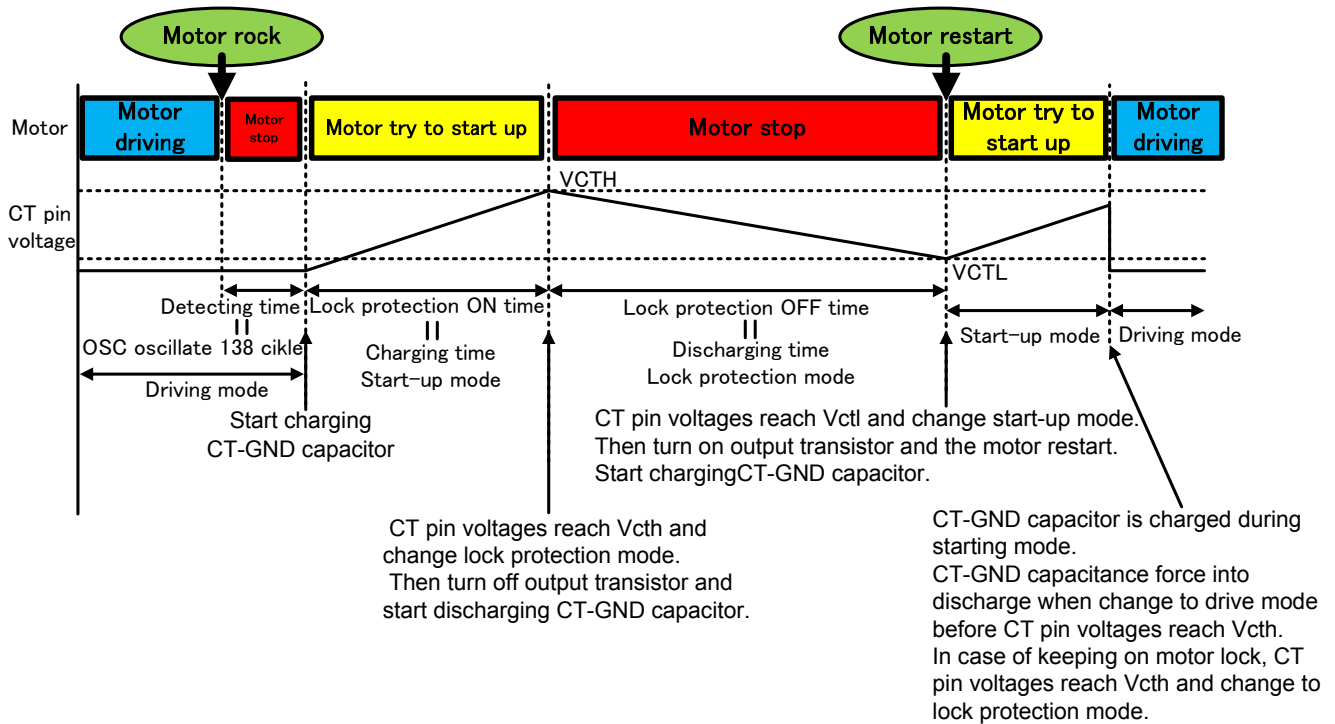 Motor rock
Motor restart
Motor
Motor
driving
Motor
stop
Motor try to start up
Motor stop
Motor try to
start up
Motor
driving
VCTH
CT pin
voltage
VCTL
Detecting time
Lock protection ON time
Lock protection OFF time
=
OSC oscillate 138 cikle
=
Charging time
Start-up mode
=
Discharging time
Lock protection mode
Start-up mode
Driving mode
Driving mode
Start charging
CT-GND capacitor
CT pin voltages reach Vctl and change start-up mode.
Then turn on output transistor and the motor restart.
Start chargingCT-GND capacitor.
CT pin voltages reach Vcth and
change lock protection mode.
Then turn off output transistor and
start discharging CT-GND capacitor.
CT-GND capacitor is charged during
starting mode.
CT-GND capacitance force into
discharge when change to drive mode
before CT pin voltages reach Vcth.
In case of keeping on motor lock, CT
pin voltages reach Vcth and change to
lock protection mode.